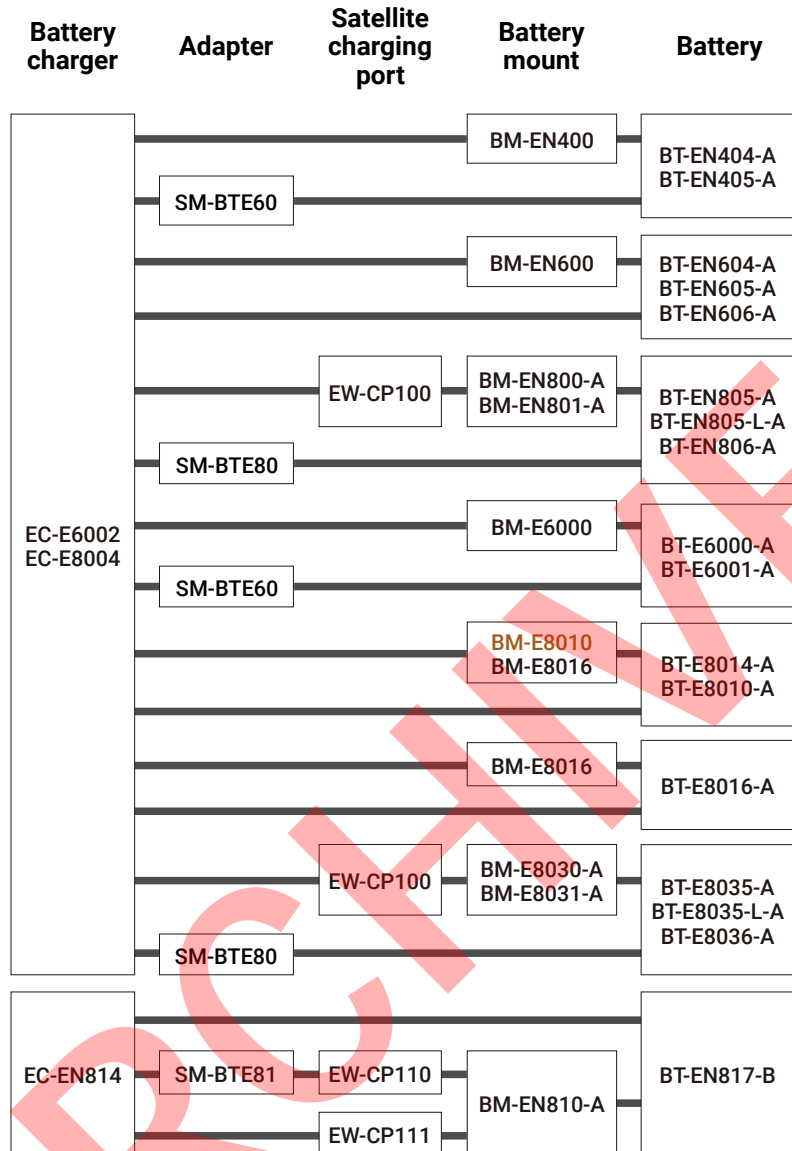 Battery
charger
Adapter
Satellite
charging
port
Battery
mount
Battery
EC-E6002
EC-E8004
BM-EN400
BT-EN404-A
BT-EN405-A
SM-BTE60
BM-EN600
BT-EN604-A
BT-EN605-A
BT-EN606-A
EW-CP100
BM-EN800-A
BM-EN801-A
BT-EN805-A
BT-EN805-L-A
BT-EN806-A
SM-BTE80
BM-E6000
BT-E6000-A
BT-E6001-A
SM-BTE60
BM-E8010
BM-E8016
BT-E8014-A
BT-E8010-A
BM-E8016
BT-E8016-A
EW-CP100
BM-E8030-A
BM-E8031-A
BT-E8035-A
BT-E8035-L-A
BT-E8036-A
SM-BTE80
EC-EN814
SM-BTE81
EW-CP110
EW-CP111
BM-EN810-A
BT-EN817-B
RCHIVE